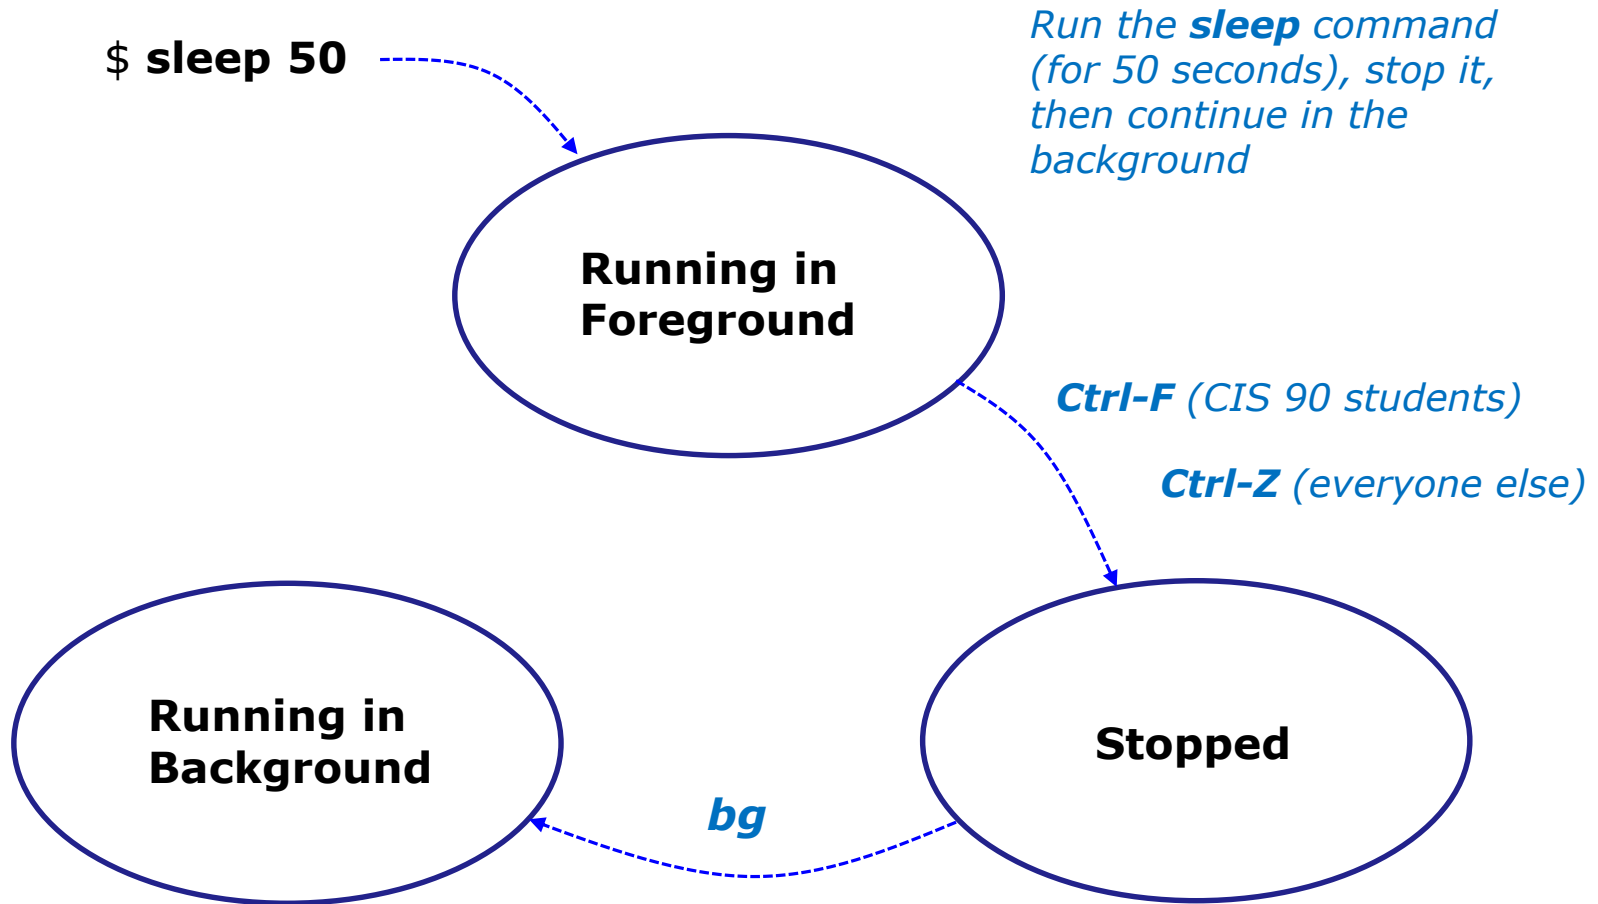 $ sleep 50
Run the sleep command
(for 50 seconds), stop it,
then continue in the
background
Running in
Foreground
Ctrl-F (CIS 90 students)
Ctrl-Z (everyone else)
Running in
Background
Stopped
bg